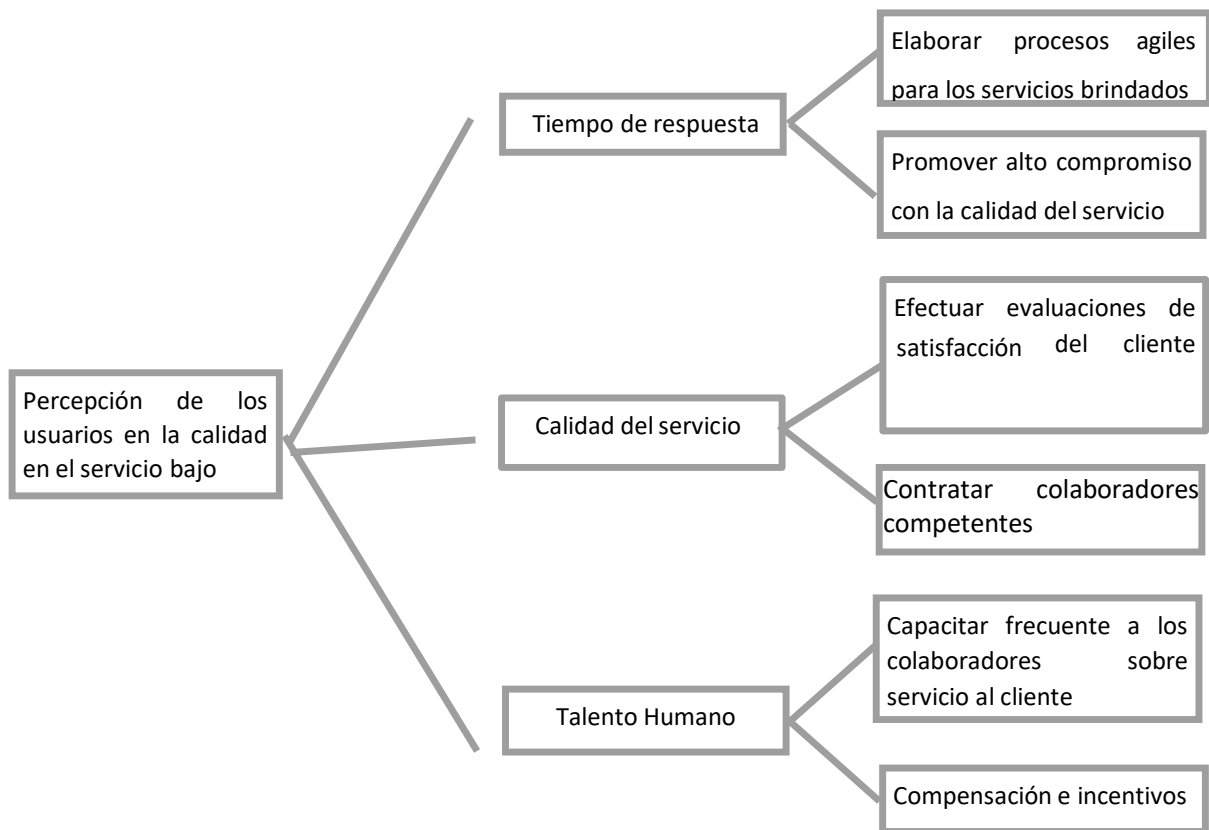 Elaborar procesos agiles
para los servicios brindados
Tiempo de respuesta
Promover alto compromiso
con la calidad del servicio
Efectuar evaluaciones de
satisfacción del cliente
Percepción de los
usuarios en la calidad
en el servicio bajo
Calidad del servicio
Contratar colaboradores
competentes
Capacitar frecuente a los
colaboradores sobre
servicio al cliente
Talento Humano
Compensación e incentivos